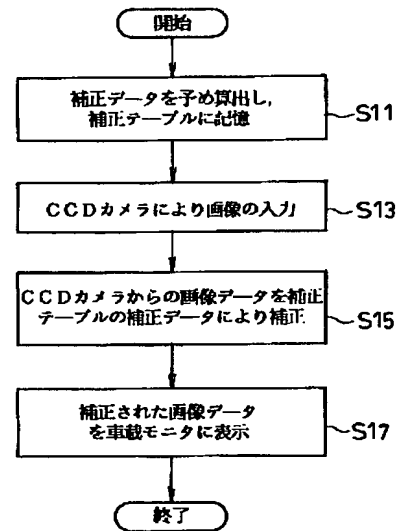 開始
補正データを予め算出し,
補正テーブルに記憶
S11
CCDカメラにより画像の入力
S13
CCDカメラからの画像データを補正
テーブルの補正データにより補正
S15
補正された画像データ
を車載モニタに表示
S17
終了